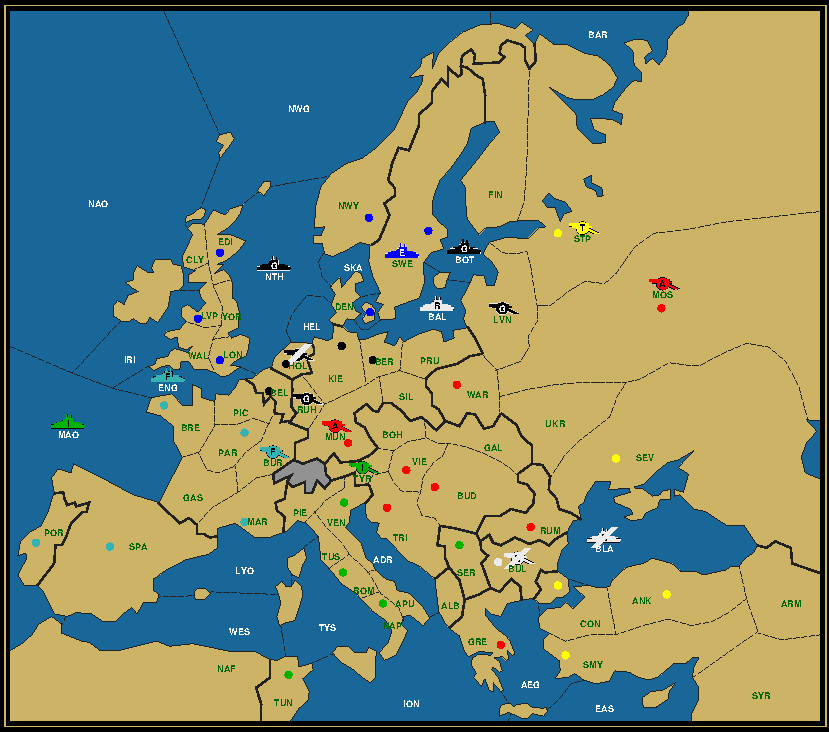 BAR
NWG
NAO
FIN
NWY
EDI
CLY
T
STP
E
SWE
G
BOT
G
NTH
SKA
A
MOS
DEN
R
BAL
G
LVN
LVP
YOR
HEL
IRI
WAL
LON
HOL
BER
PRU
KIE
F
ENG
BEL
SIL
WAR
G
RUH
PIC
MAO
BRE
A
MUN
BOH
UKR
PAR
F
BUR
GAL
VIE
SEV
I
TYR
BUD
GAS
PIE
VEN
MAR
RUM
POR
SPA
TRI
BLA
TUS
ADR
BUL
LYO
SER
ROM
APU
ALB
ANK
ARM
NAP
CON
WES
TYS
GRE
NAF
SMY
AEG
TUN
ION
EAS
SYR